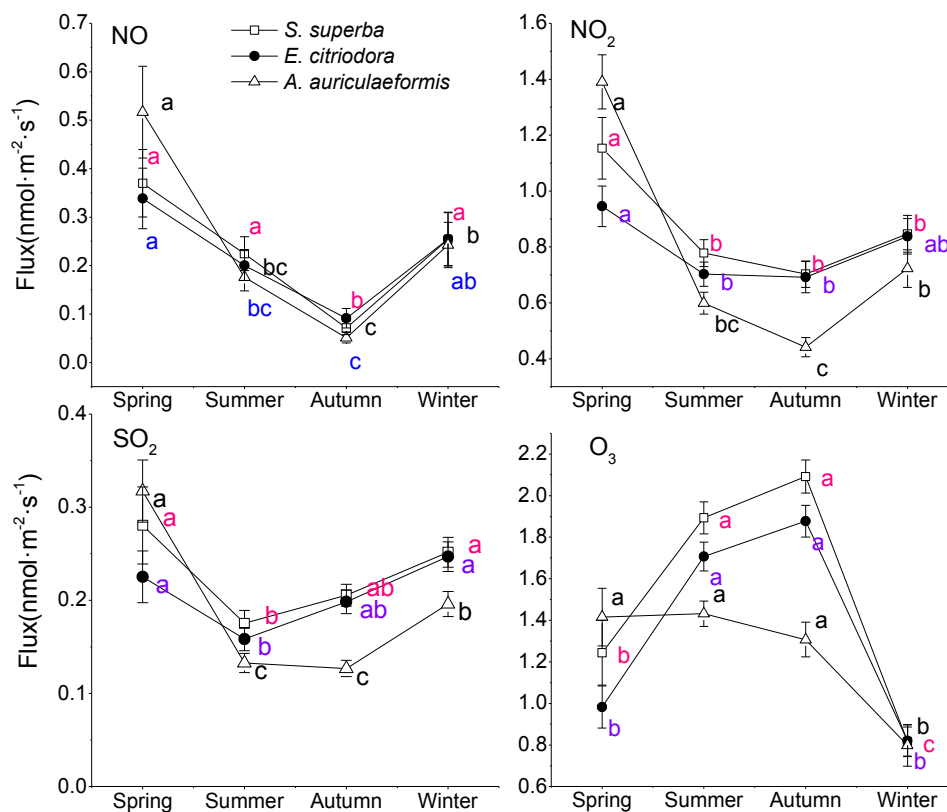 NO
S. superba
E. citriodora
A. auriculaeformis
Flux(nmol·m⁻²·s⁻¹)
0.7
0.6
0.5
0.4
0.3
0.2
0.1
0.0
a
a
a
a
bc
bc
b
c
c
a
b
ab
Spring Summer Autumn Winter
NO₂
1.6
1.4
1.2
1.0
0.8
0.6
0.4
a
a
a
b
b
bc
b
b
c
b
ab
b
Spring Summer Autumn Winter
SO₂
Flux(nmol·m⁻²·s⁻¹)
0.4
0.3
0.2
0.1
0.0
a
a
a
b
b
c
ab
ab
c
a
a
b
Spring Summer Autumn Winter
O₃
2.2
2.0
1.8
1.6
1.4
1.2
1.0
0.8
0.6
a
b
b
a
a
a
a
a
a
b
c
b
Spring Summer Autumn Winter